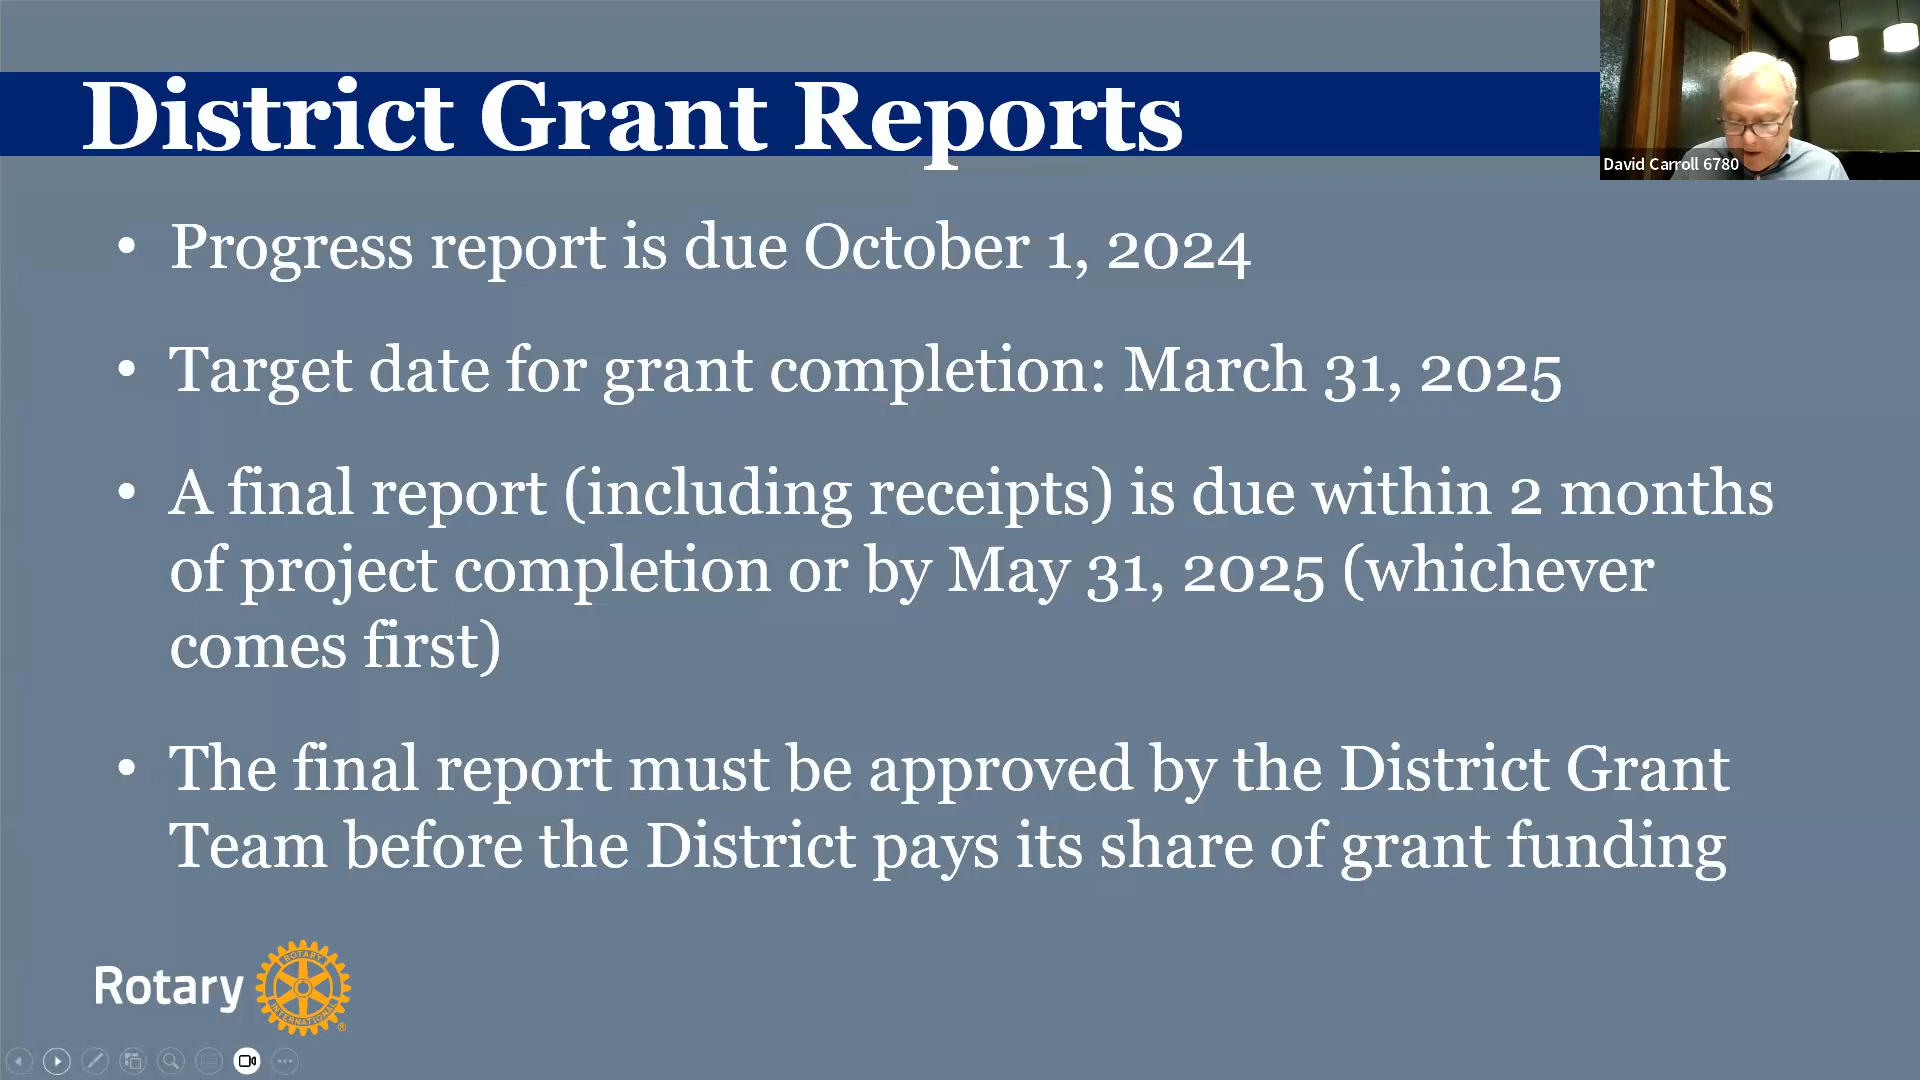 District Grant Reports
David Carroll 6780
• Progress report is due October 1, 2024
• Target date for grant completion: March 31, 2025
• A final report (including receipts) is due within 2 months
of project completion or by May 31, 2025 (whichever
comes first)
• The final report must be approved by the District Grant
Team before the District pays its share of grant funding
Rotary
ROTARY
INTERNATIONAL
®